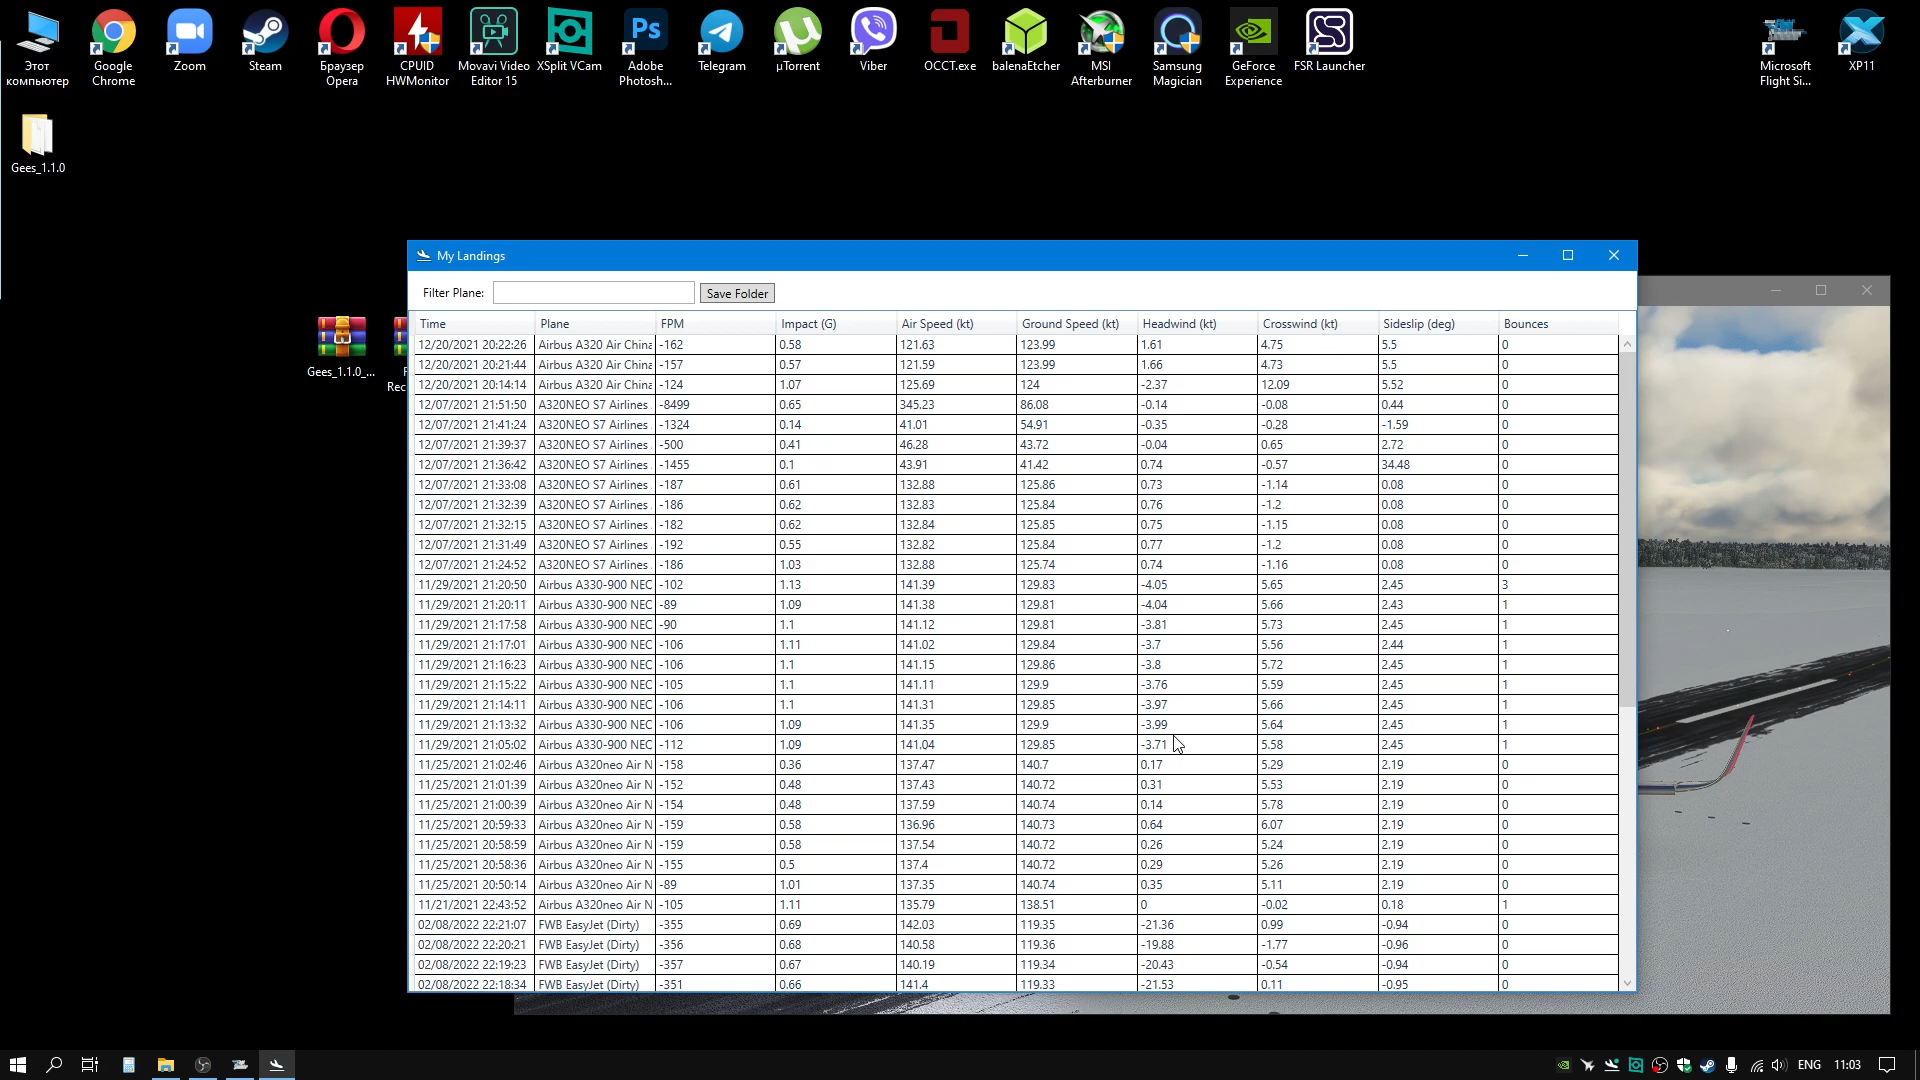 Этот компьютер
Google Chrome
Zoom
Steam
Браузер Opera
CPUID HWMonitor
Movavi Video Editor 15
XSplit VCam
Adobe Photosh...
Telegram
µTorrent
Viber
OCCT.exe
balenaEtcher
MSI Afterburner
Samsung Magician
GeForce Experience
FSR Launcher
Microsoft Flight Si...
XP11
Gees_1.1.0
Gees_1.1.0_...
My Landings
Filter Plane: Save Folder
Time Plane FPM Impact (G) Air Speed (kt) Ground Speed (kt) Headwind (kt) Crosswind (kt) Sideslip (deg) Bounces
12/20/2021 20:22:26 Airbus A320 Air China -162 0.58 121.63 123.99 1.61 4.75 5.5 0
12/20/2021 20:21:44 Airbus A320 Air China -157 0.57 121.59 123.99 1.66 4.73 5.5 0
12/20/2021 20:14:14 Airbus A320 Air China -124 1.07 125.69 124 -2.37 12.09 5.52 0
12/07/2021 21:51:50 A320NEO S7 Airlines -8499 0.65 345.23 86.08 -0.14 -0.08 0.44 0
12/07/2021 21:41:24 A320NEO S7 Airlines -1324 0.14 41.01 54.91 -0.35 -0.28 -1.59 0
12/07/2021 21:39:37 A320NEO S7 Airlines -500 0.41 46.28 43.72 -0.04 0.65 2.72 0
12/07/2021 21:36:42 A320NEO S7 Airlines -1455 0.1 43.91 41.42 0.74 -0.57 34.48 0
12/07/2021 21:33:08 A320NEO S7 Airlines -187 0.61 132.88 125.86 0.73 -1.14 0.08 0
12/07/2021 21:32:39 A320NEO S7 Airlines -186 0.62 132.83 125.84 0.76 -1.2 0.08 0
12/07/2021 21:32:15 A320NEO S7 Airlines -182 0.62 132.84 125.85 0.75 -1.15 0.08 0
12/07/2021 21:31:49 A320NEO S7 Airlines -192 0.55 132.82 125.84 0.77 -1.2 0.08 0
12/07/2021 21:24:52 A320NEO S7 Airlines -186 1.03 132.88 125.74 0.74 -1.16 0.08 0
11/29/2021 21:20:50 Airbus A330-900 NEC -102 1.13 141.39 129.83 -4.05 5.65 2.45 3
11/29/2021 21:20:11 Airbus A330-900 NEC -89 1.09 141.38 129.81 -4.04 5.66 2.43 1
11/29/2021 21:17:58 Airbus A330-900 NEC -90 1.1 141.12 129.81 -3.81 5.73 2.45 1
11/29/2021 21:17:01 Airbus A330-900 NEC -106 1.11 141.02 129.84 -3.7 5.56 2.44 1
11/29/2021 21:16:23 Airbus A330-900 NEC -106 1.1 141.15 129.86 -3.8 5.72 2.45 1
11/29/2021 21:15:22 Airbus A330-900 NEC -105 1.1 141.11 129.9 -3.76 5.59 2.45 1
11/29/2021 21:14:11 Airbus A330-900 NEC -106 1.1 141.31 129.85 -3.97 5.66 2.45 1
11/29/2021 21:13:32 Airbus A330-900 NEC -106 1.09 141.35 129.9 -3.99 5.64 2.45 1
11/29/2021 21:05:02 Airbus A330-900 NEC -112 1.09 141.04 129.85 -3.71 5.58 2.45 1
11/25/2021 21:02:46 Airbus A320neo Air N -158 0.36 137.47 140.7 0.17 5.29 2.19 0
11/25/2021 21:01:39 Airbus A320neo Air N -152 0.48 137.43 140.72 0.31 5.53 2.19 0
11/25/2021 21:00:39 Airbus A320neo Air N -154 0.48 137.59 140.74 0.14 5.78 2.19 0
11/25/2021 20:59:33 Airbus A320neo Air N -159 0.58 136.96 140.73 0.64 6.07 2.19 0
11/25/2021 20:58:59 Airbus A320neo Air N -159 0.58 137.54 140.72 0.26 5.24 2.19 0
11/25/2021 20:58:36 Airbus A320neo Air N -155 0.5 137.4 140.72 0.29 5.26 2.19 0
11/25/2021 20:50:14 Airbus A320neo Air N -89 1.01 137.35 140.74 0.35 5.11 2.19 0
11/21/2021 22:43:52 Airbus A320neo Air N -105 1.11 135.79 138.51 0 -0.02 0.18 1
02/08/2022 22:21:07 FWB EasyJet (Dirty) -355 0.69 142.03 119.35 -21.36 0.99 -0.94 0
02/08/2022 22:20:21 FWB EasyJet (Dirty) -356 0.68 140.58 119.36 -19.88 -1.77 -0.96 0
02/08/2022 22:19:23 FWB EasyJet (Dirty) -357 0.67 140.19 119.34 -20.43 -0.54 -0.94 0
02/08/2022 22:18:34 FWB EasyJet (Dirty) -351 0.66 141.4 119.33 -21.53 0.11 -0.95 0
ENG 11:03